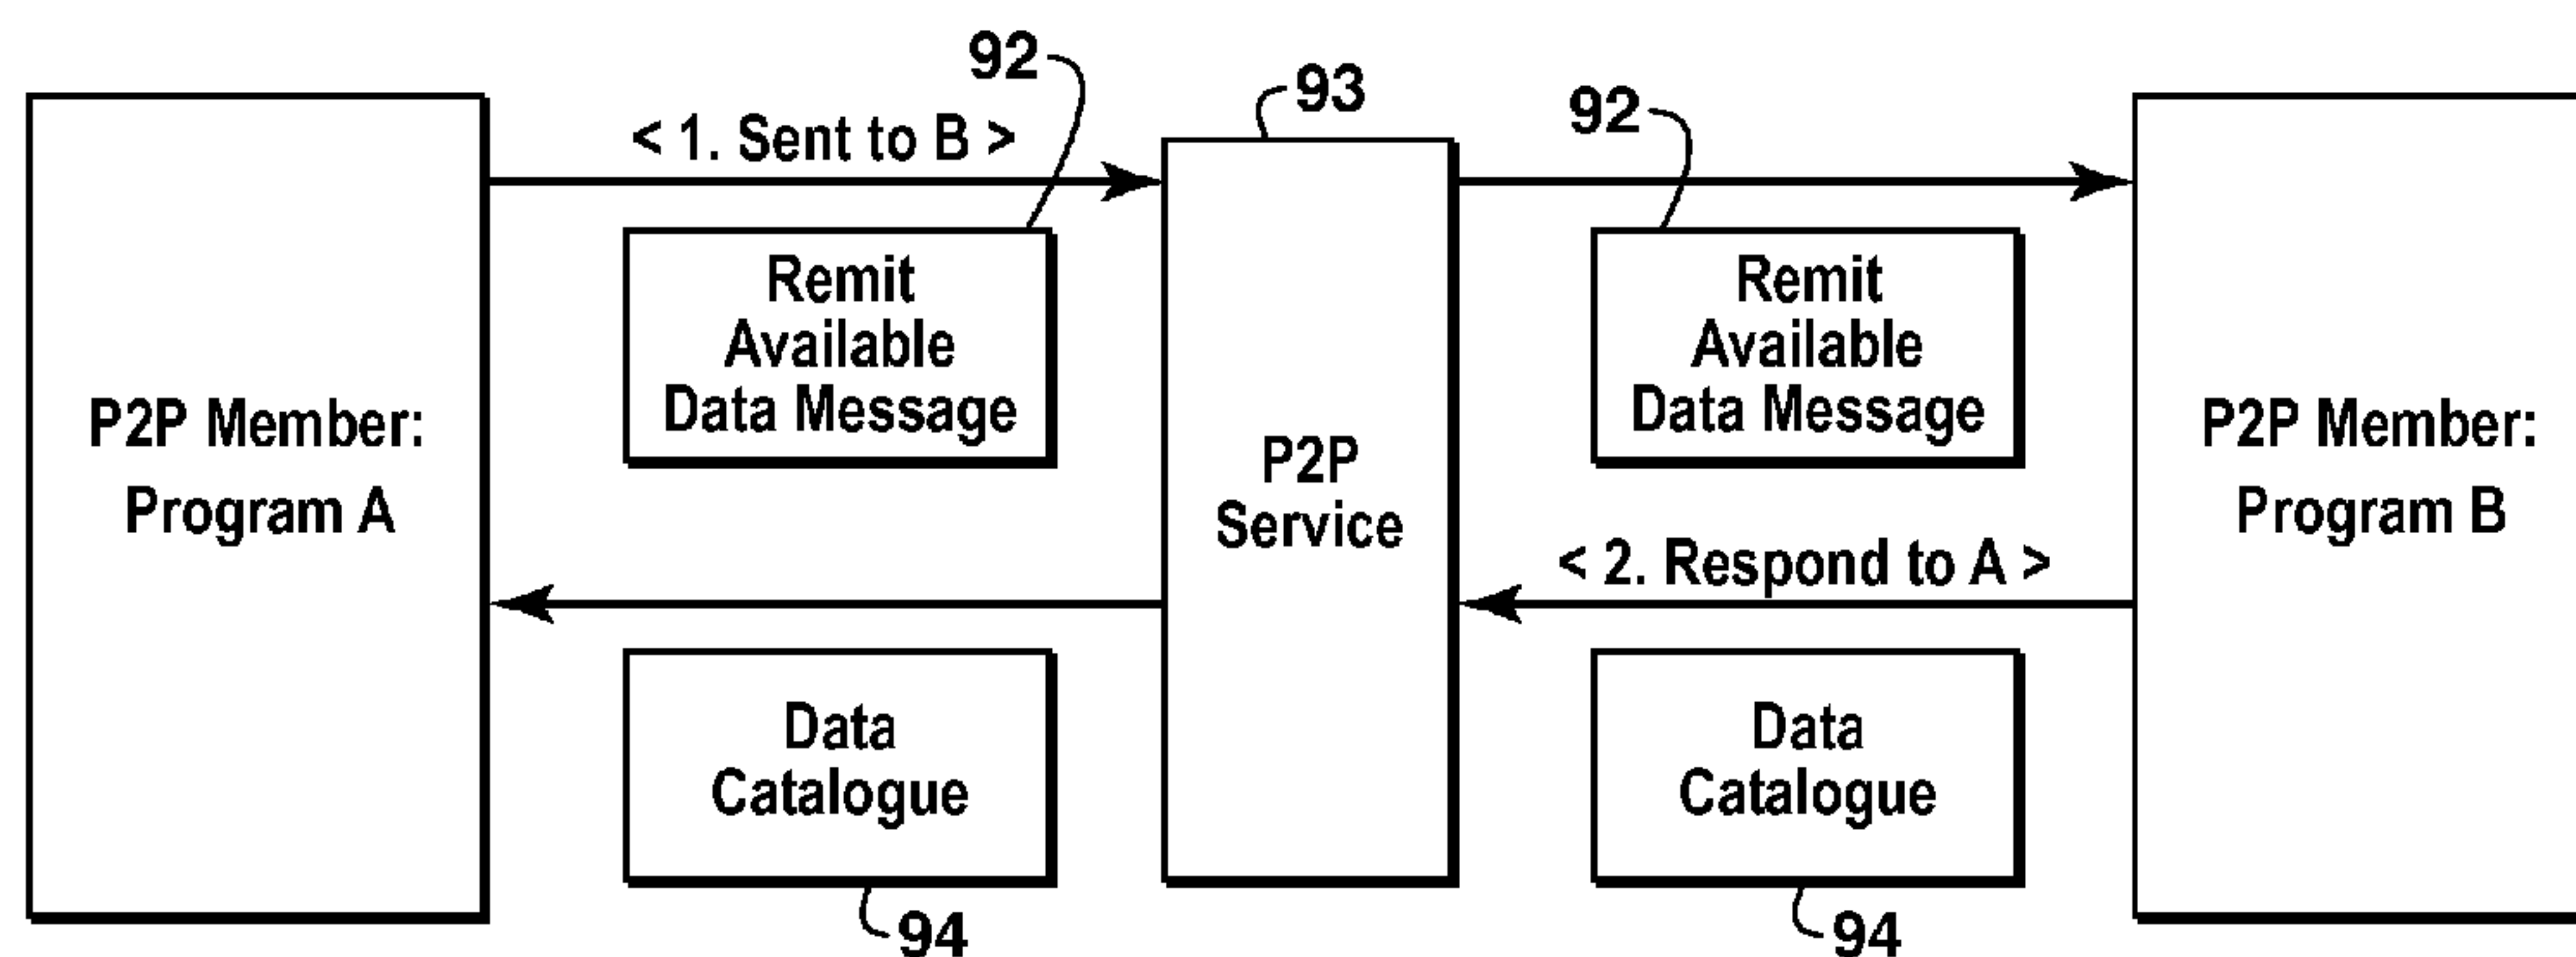 92
93
92
< 1. Sent to B >
Remit
Available
Data Message
Remit
Available
Data Message
P2P Member:
Program A
P2P
Service
P2P Member:
Program B
< 2. Respond to A >
Data
Catalogue
Data
Catalogue
94
94